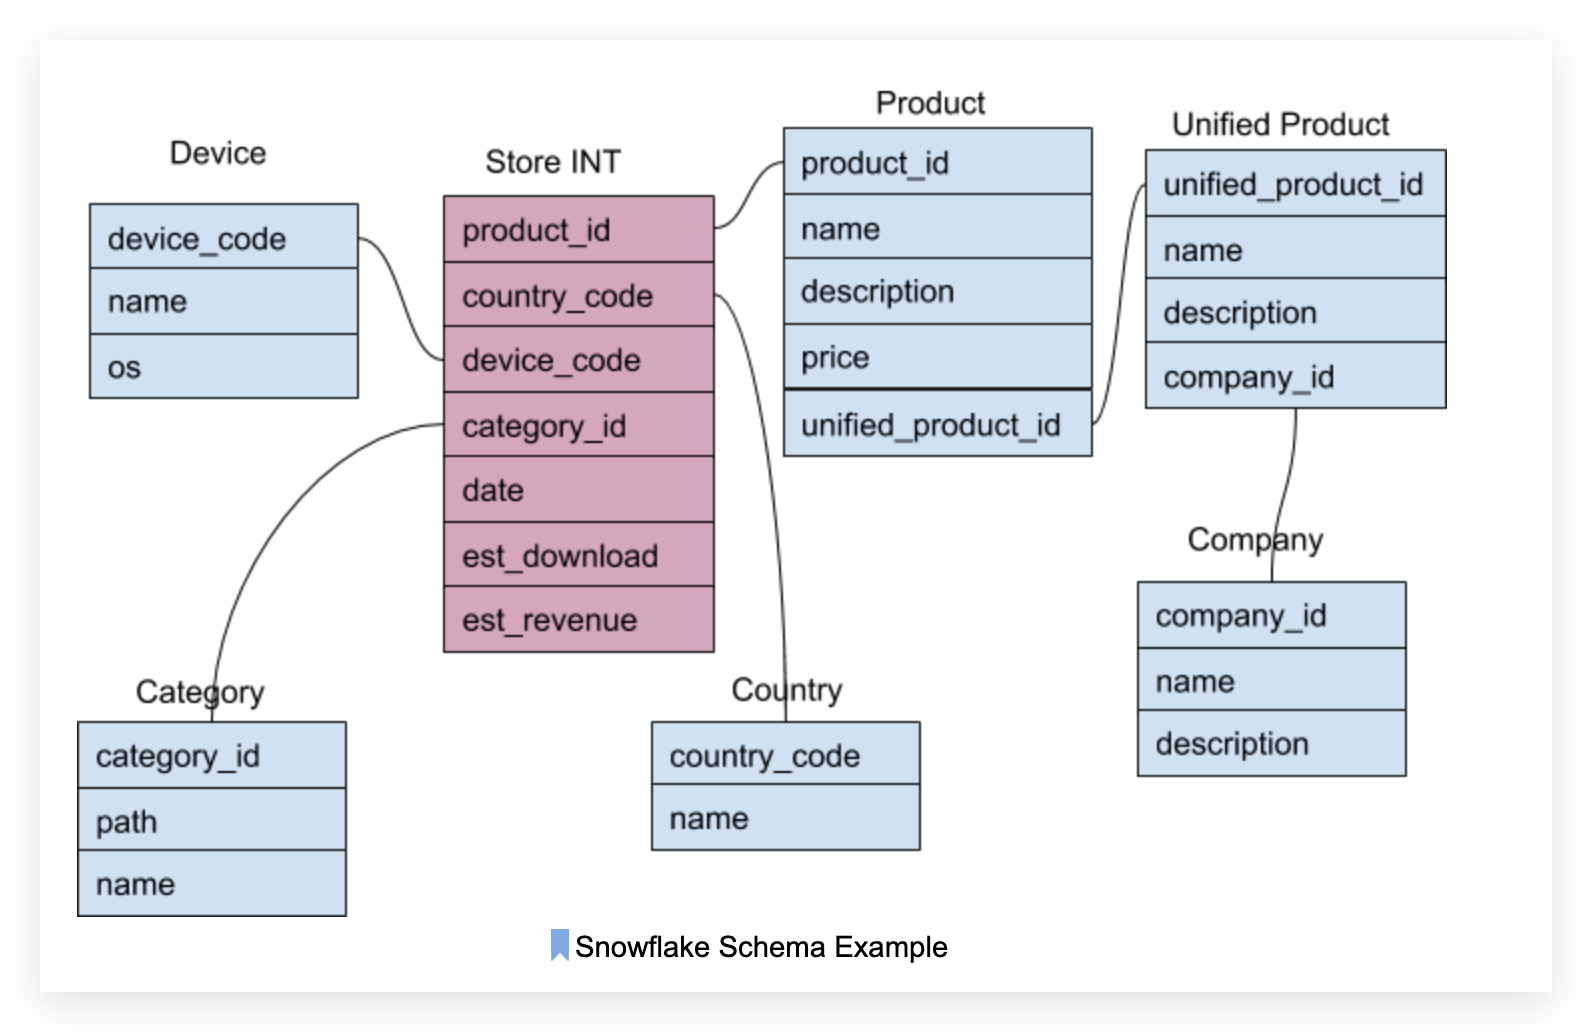 Device
device_code
name
os
Store INT
product_id
country_code
device_code
category_id
date
est_download
est_revenue
Product
product_id
name
description
price
unified_product_id
Unified Product
unified_product_id
name
description
company_id
Company
company_id
name
description
Category
category_id
path
name
Country
country_code
name
Snowflake Schema Example